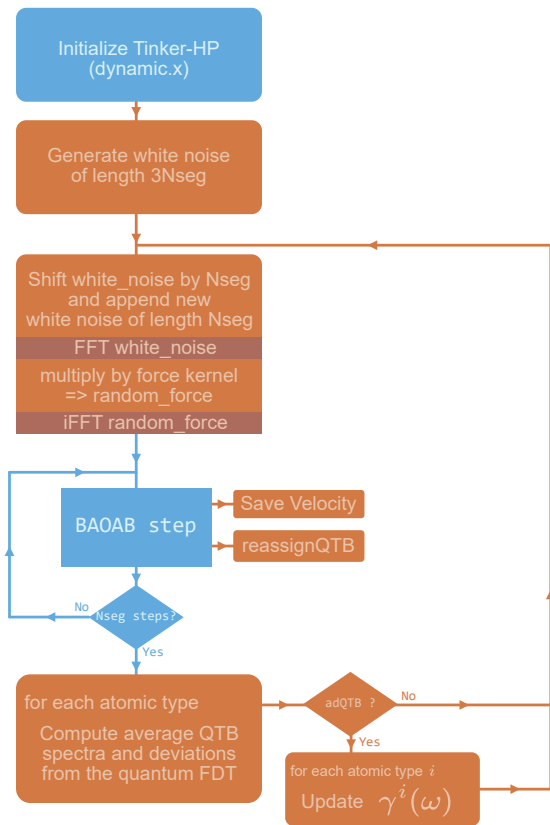 Initialize Tinker-HP
(dynamic.x)
Generate white noise
of length 3Nseg
Shift white_noise by Nseg
and append new
white noise of length Nseg
FFT white_noise
multiply by force kernel
=> random_force
iFFT random_force
BAOAB step
Save Velocity
reassignQTB
No
Nseg steps?
Yes
for each atomic type
Compute average QTB
spectra and deviations
from the quantum FDT
adQTB ?
No
Yes
for each atomic type i
Update γ^i(ω)